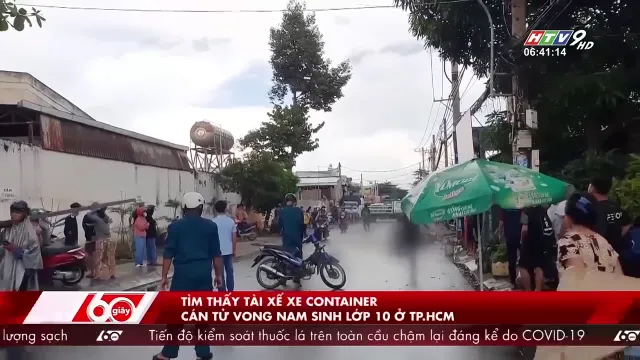 HTV9 HD
06:41:14
60 giây
TÌM THẤY TÀI XẾ XE CONTAINER
CÁN TỬ VONG NAM SINH LỚP 10 Ở TP.HCM
lượng sạch
60 giây
Tiến độ kiểm soát thuốc lá trên toàn cầu chậm lại đáng kể do COVID-19